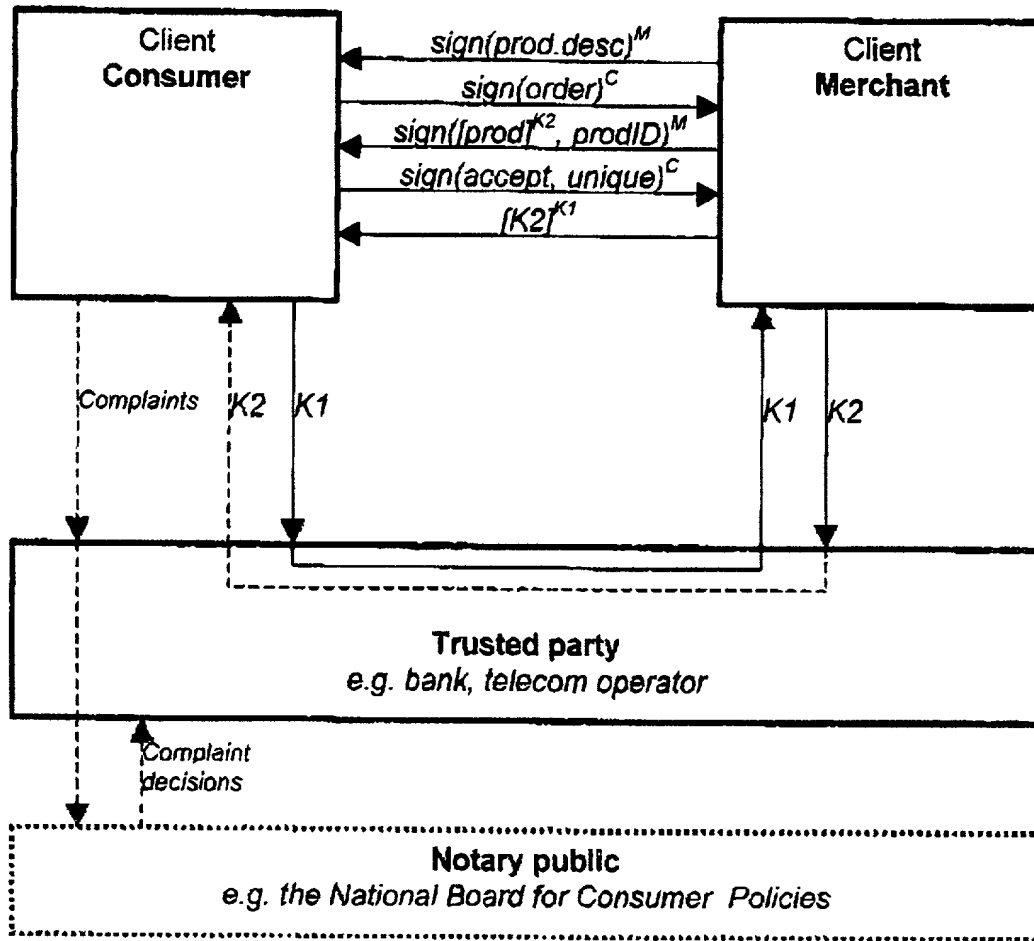 Client
Consumer
Client
Merchant
sign(prod.desc)^M
sign(order)^C
sign([prod]^K2, prodID)^M
sign(accept, unique)^C
[K2]^K1
Complaints
K2
K1
K1
K2
Trusted party
e.g. bank, telecom operator
Complaint
decisions
Notary public
e.g. the National Board for Consumer Policies